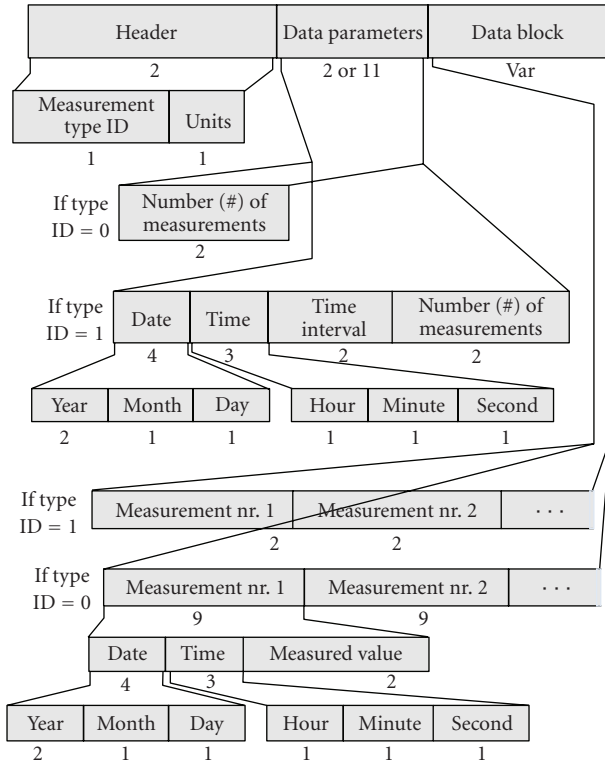 Header Data parameters Data block
2 2 or 11 Var
Measurement type ID Units
1 1
If type ID = 0
Number (#) of measurements
2
If type ID = 1
Date Time Time interval Number (#) of measurements
4 3 2 2
Year Month Day Hour Minute Second
2 1 1 1 1 1
If type ID = 1
Measurement nr. 1 Measurement nr. 2 · · ·
2 2
If type ID = 0
Measurement nr. 1 Measurement nr. 2 · · ·
9 9
Date Time Measured value
4 3 2
Year Month Day Hour Minute Second
2 1 1 1 1 1